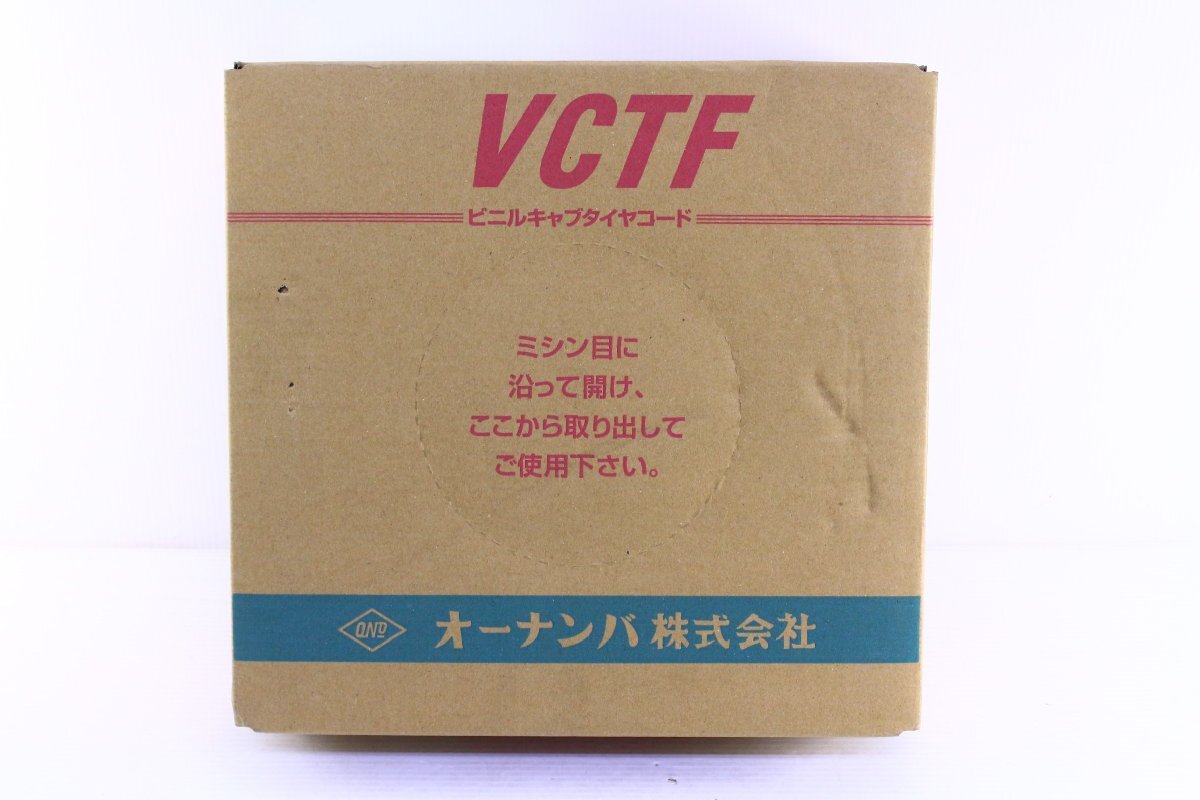 VCTF
ビニルキャブタイヤコード
ミシン目に
沿って開け、
ここから取り出して
ご使用下さい。
OND オーナンバ株式会社